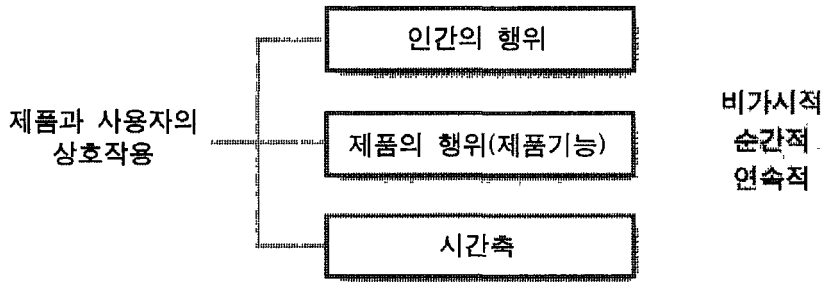 인간의 행위
제품과 사용자의
상호작용
제품의 행위(제품기능)
시간축
비가시적
순간적
연속적